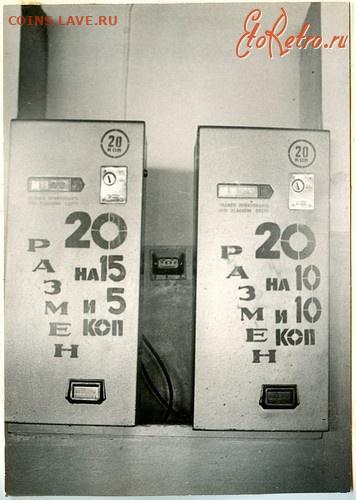 COINS.LAVE.RU
EtoRetro.ru
20
КОП
20
НА 15
И 5
КОП
РАЗМЕН
20
КОП
20
НА 10
И 10
КОП
РАЗМЕН